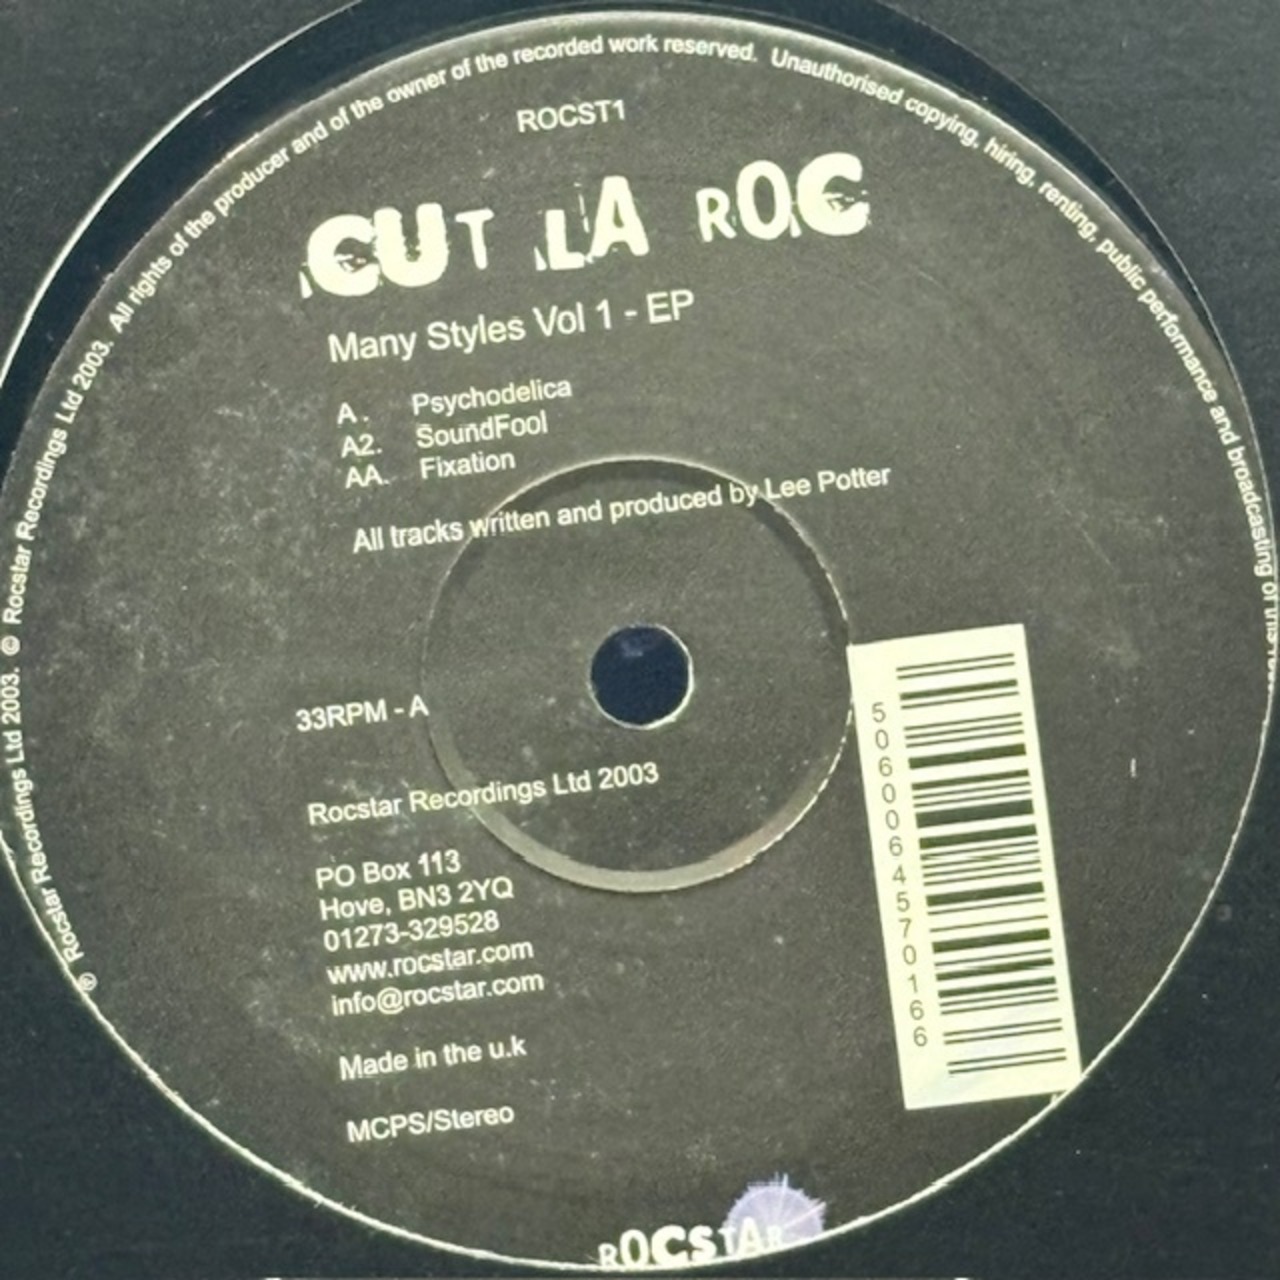 ℗ Rocstar Recordings Ltd 2003. © Rocstar Recordings Ltd 2003. All rights of the producer and of the owner of the recorded work reserved. Unauthorised copying, hiring, renting, public performance and broadcasting of this
ROCST1
CUT LA ROC
Many Styles Vol 1 - EP
A. Psychodelica
A2. SoundFool
AA. Fixation
All tracks written and produced by Lee Potter
33RPM - A
Rocstar Recordings Ltd 2003
PO Box 113
Hove, BN3 2YQ
01273-329528
www.rocstar.com
info@rocstar.com
Made in the u.k
MCPS/Stereo
50600064570166
ROCSTAR